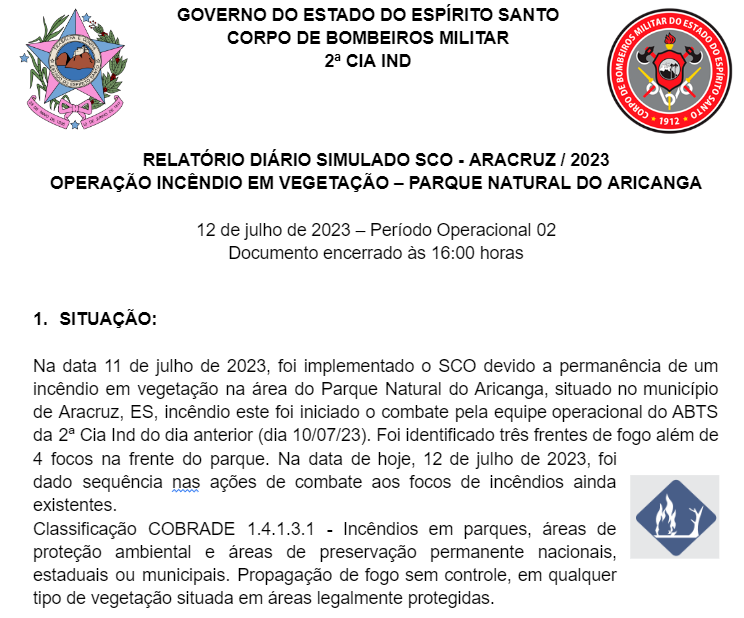 GOVERNO DO ESTADO DO ESPÍRITO SANTO
CORPO DE BOMBEIROS MILITAR
2ª CIA IND
CORPO DE BOMBEIROS MILITAR DO ESTADO DO ESPÍRITO SANTO
1912
RELATÓRIO DIÁRIO SIMULADO SCO - ARACRUZ / 2023
OPERAÇÃO INCÊNDIO EM VEGETAÇÃO – PARQUE NATURAL DO ARICANGA
12 de julho de 2023 – Período Operacional 02
Documento encerrado às 16:00 horas
1. SITUAÇÃO:
Na data 11 de julho de 2023, foi implementado o SCO devido a permanência de um
incêndio em vegetação na área do Parque Natural do Aricanga, situado no município
de Aracruz, ES, incêndio este foi iniciado o combate pela equipe operacional do ABTS
da 2ª Cia Ind do dia anterior (dia 10/07/23). Foi identificado três frentes de fogo além de
4 focos na frente do parque. Na data de hoje, 12 de julho de 2023, foi
dado sequência nas ações de combate aos focos de incêndios ainda
existentes.
Classificação COBRADE 1.4.1.3.1 - Incêndios em parques, áreas de
proteção ambiental e áreas de preservação permanente nacionais,
estaduais ou municipais. Propagação de fogo sem controle, em qualquer
tipo de vegetação situada em áreas legalmente protegidas.